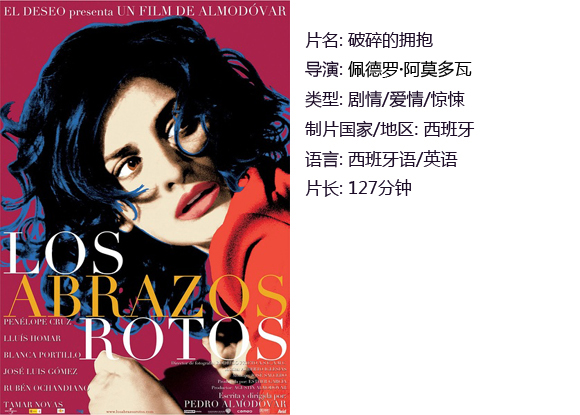 EL DESEO presenta UN FILM DE ALMODÓVAR
LOS
ABRAZOS
ROTOS
PENÉLOPE CRUZ
LLUÍS HOMAR
BLANCA PORTILLO
JOSÉ LUIS GÓMEZ
RUBÉN OCHANDIANO
TAMAR NOVAS
Escrita y dirigida por
PEDRO ALMODÓVAR
片名: 破碎的拥抱
导演: 佩德罗·阿莫多瓦
类型: 剧情/爱情/惊悚
制片国家/地区: 西班牙
语言: 西班牙语/英语
片长: 127分钟